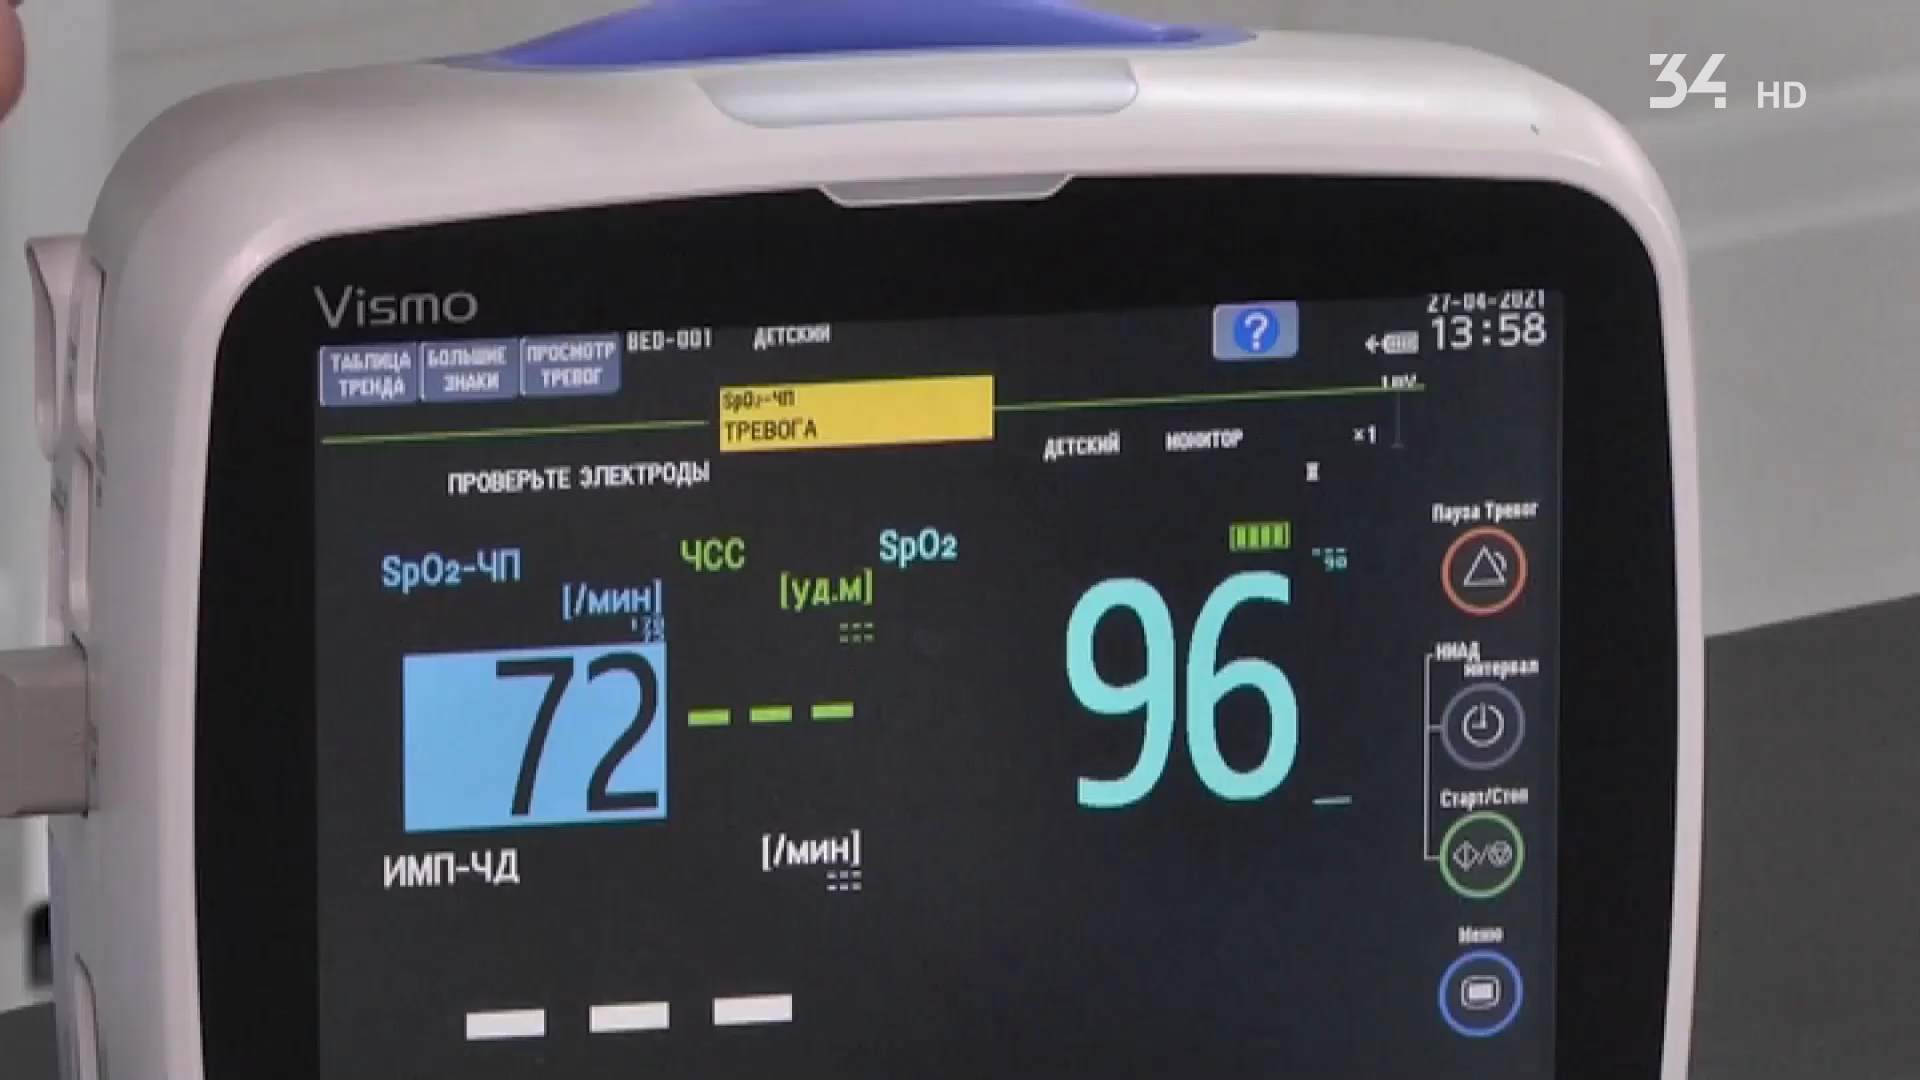 34 HD
Vismo
27-04-2021
13:58
ТАБЛИЦА ТРЕНДА
БОЛЬШИЕ ЗНАКИ
ПРОСМОТР ТРЕВОГ
BED-001 ДЕТСКИЙ
?
1mV
SpO₂-ЧП
ТРЕВОГА
ДЕТСКИЙ МОНИТОР ×1
ПРОВЕРЬТЕ ЭЛЕКТРОДЫ
SpO₂-ЧП
[/мин]
72
ЧСС
[уд.м]
---
SpO₂
90
96
ИМП-ЧД
[/мин]
---
Пауза Тревог
НИАД
Интервал
Старт/Стоп
Меню